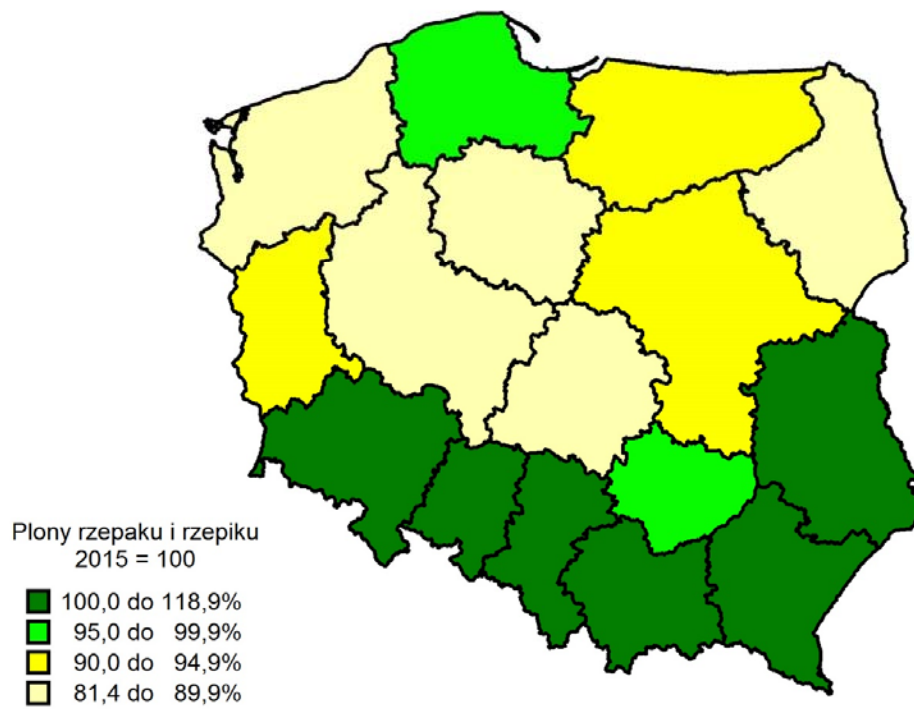 Plony rzepaku i rzepiku
2015 = 100
100,0 do 118,9%
95,0 do 99,9%
90,0 do 94,9%
81,4 do 89,9%